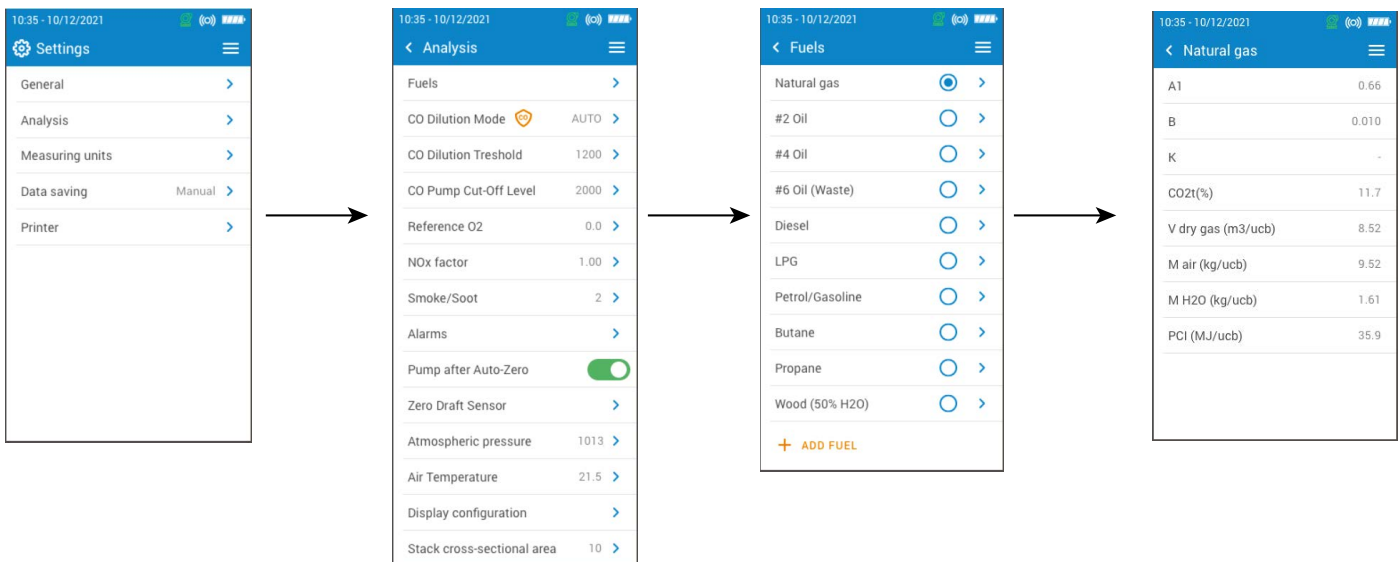 10:35 - 10/12/2021
Settings
General
Analysis
Measuring units
Data saving Manual
Printer
10:35 - 10/12/2021
Analysis
Fuels
CO Dilution Mode CO AUTO
CO Dilution Treshold 1200
CO Pump Cut-Off Level 2000
Reference O2 0.0
NOx factor 1.00
Smoke/Soot 2
Alarms
Pump after Auto-Zero
Zero Draft Sensor
Atmospheric pressure 1013
Air Temperature 21.5
Display configuration
Stack cross-sectional area 10
10:35 - 10/12/2021
Fuels
Natural gas
#2 Oil
#4 Oil
#6 Oil (Waste)
Diesel
LPG
Petrol/Gasoline
Butane
Propane
Wood (50% H2O)
+ ADD FUEL
10:35 - 10/12/2021
Natural gas
A1 0.66
B 0.010
K -
CO2t(%) 11.7
V dry gas (m3/ucb) 8.52
M air (kg/ucb) 9.52
M H2O (kg/ucb) 1.61
PCI (MJ/ucb) 35.9